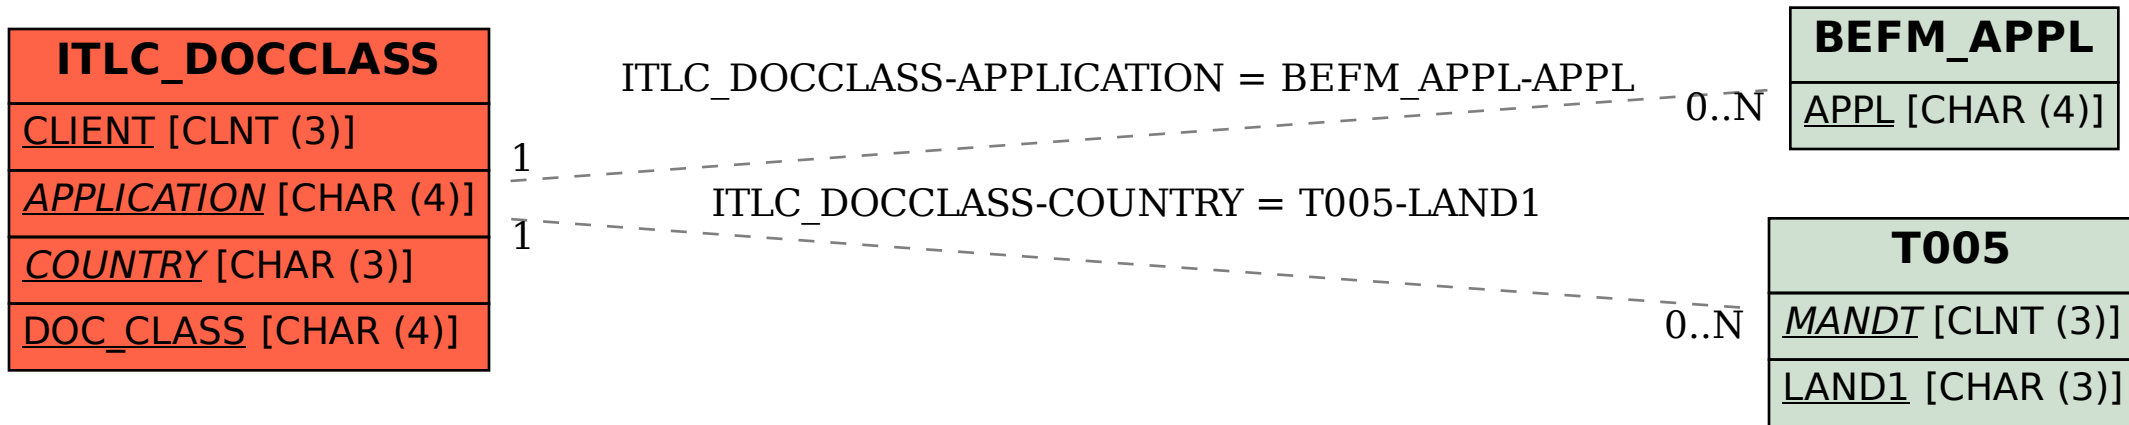 ITLC_DOCCLASS
CLIENT [CLNT (3)]
APPLICATION [CHAR (4)]
COUNTRY [CHAR (3)]
DOC_CLASS [CHAR (4)]
ITLC_DOCCLASS-APPLICATION = BEFM_APPL-APPL
1
0..N
ITLC_DOCCLASS-COUNTRY = T005-LAND1
1
0..N
BEFM_APPL
APPL [CHAR (4)]
T005
MANDT [CLNT (3)]
LAND1 [CHAR (3)]